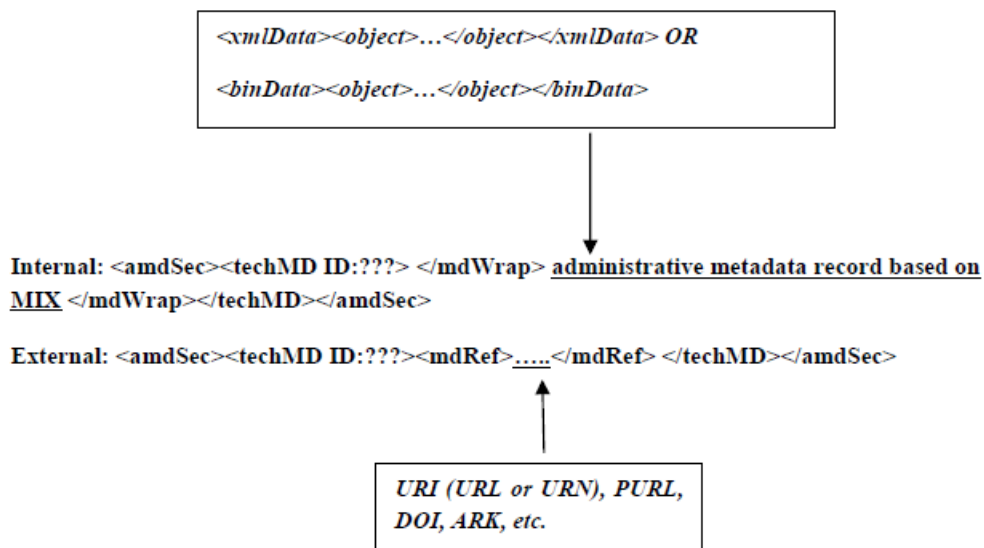 <xmlData><object>…</object></xmlData> OR
<binData><object>…</object></binData>
Internal: <amdSec><techMD ID:???> </mdWrap> administrative metadata record based on
MIX </mdWrap></techMD></amdSec>
External: <amdSec><techMD ID:???><mdRef>…..</mdRef> </techMD></amdSec>
URI (URL or URN), PURL,
DOI, ARK, etc.